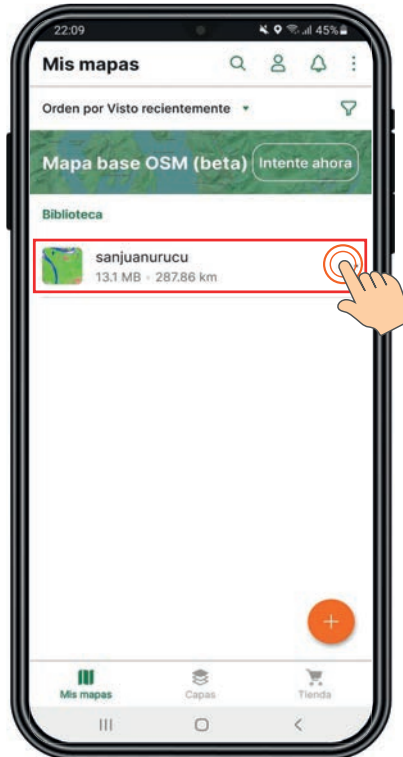 22:09 45%
Mis mapas
Orden por Visto recientemente
Mapa base OSM (beta) Intente ahora
Biblioteca
sanjuanurucu
13.1 MB - 287.86 km
Mis mapas Capas Tienda